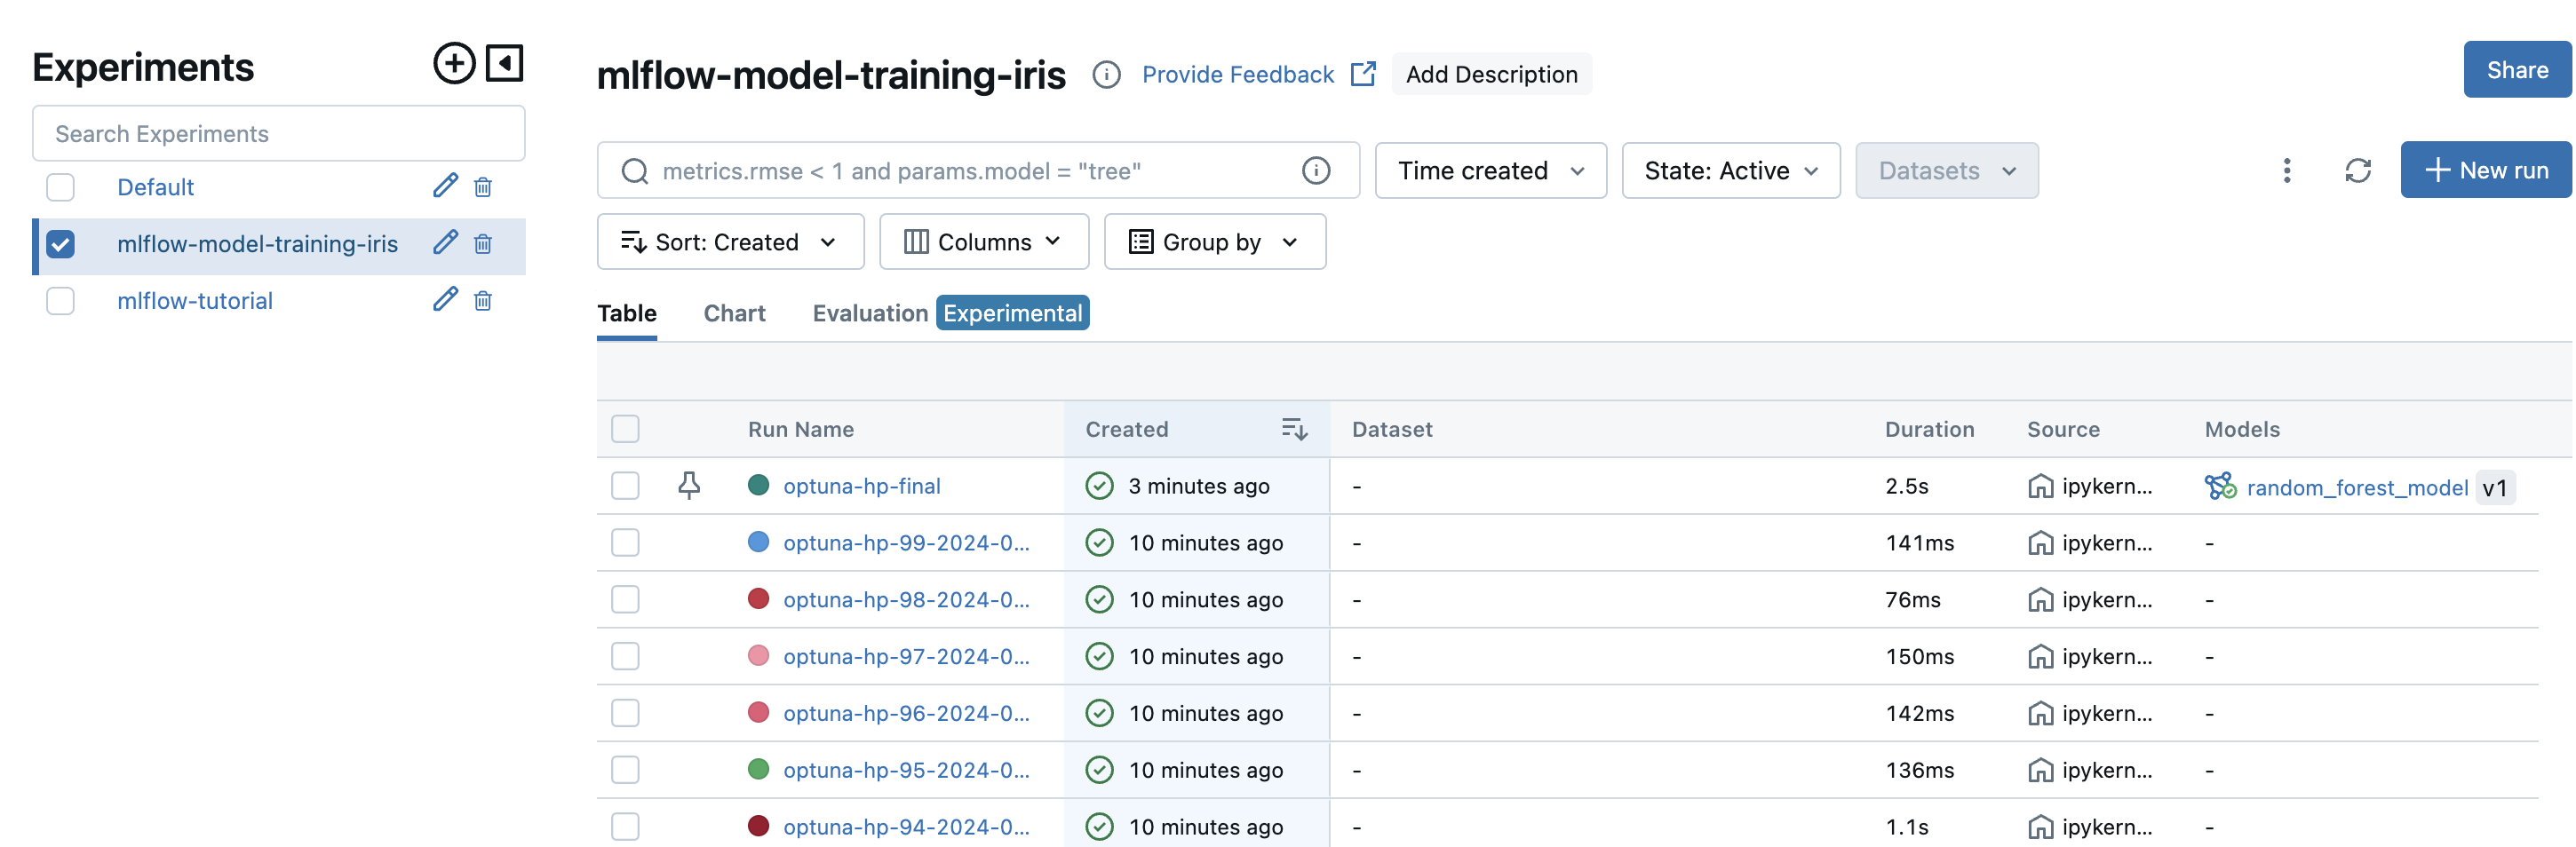 Experiments
Search Experiments
Default
mlflow-model-training-iris
mlflow-tutorial
mlflow-model-training-iris Provide Feedback Add Description
Share
metrics.rmse < 1 and params.model = "tree" Time created State: Active Datasets New run
Sort: Created Columns Group by
Table Chart Evaluation Experimental
Run Name Created Dataset Duration Source Models
optuna-hp-final 3 minutes ago - 2.5s ipykern... random_forest_model v1
optuna-hp-99-2024-0... 10 minutes ago - 141ms ipykern... -
optuna-hp-98-2024-0... 10 minutes ago - 76ms ipykern... -
optuna-hp-97-2024-0... 10 minutes ago - 150ms ipykern... -
optuna-hp-96-2024-0... 10 minutes ago - 142ms ipykern... -
optuna-hp-95-2024-0... 10 minutes ago - 136ms ipykern... -
optuna-hp-94-2024-0... 10 minutes ago - 1.1s ipykern... -